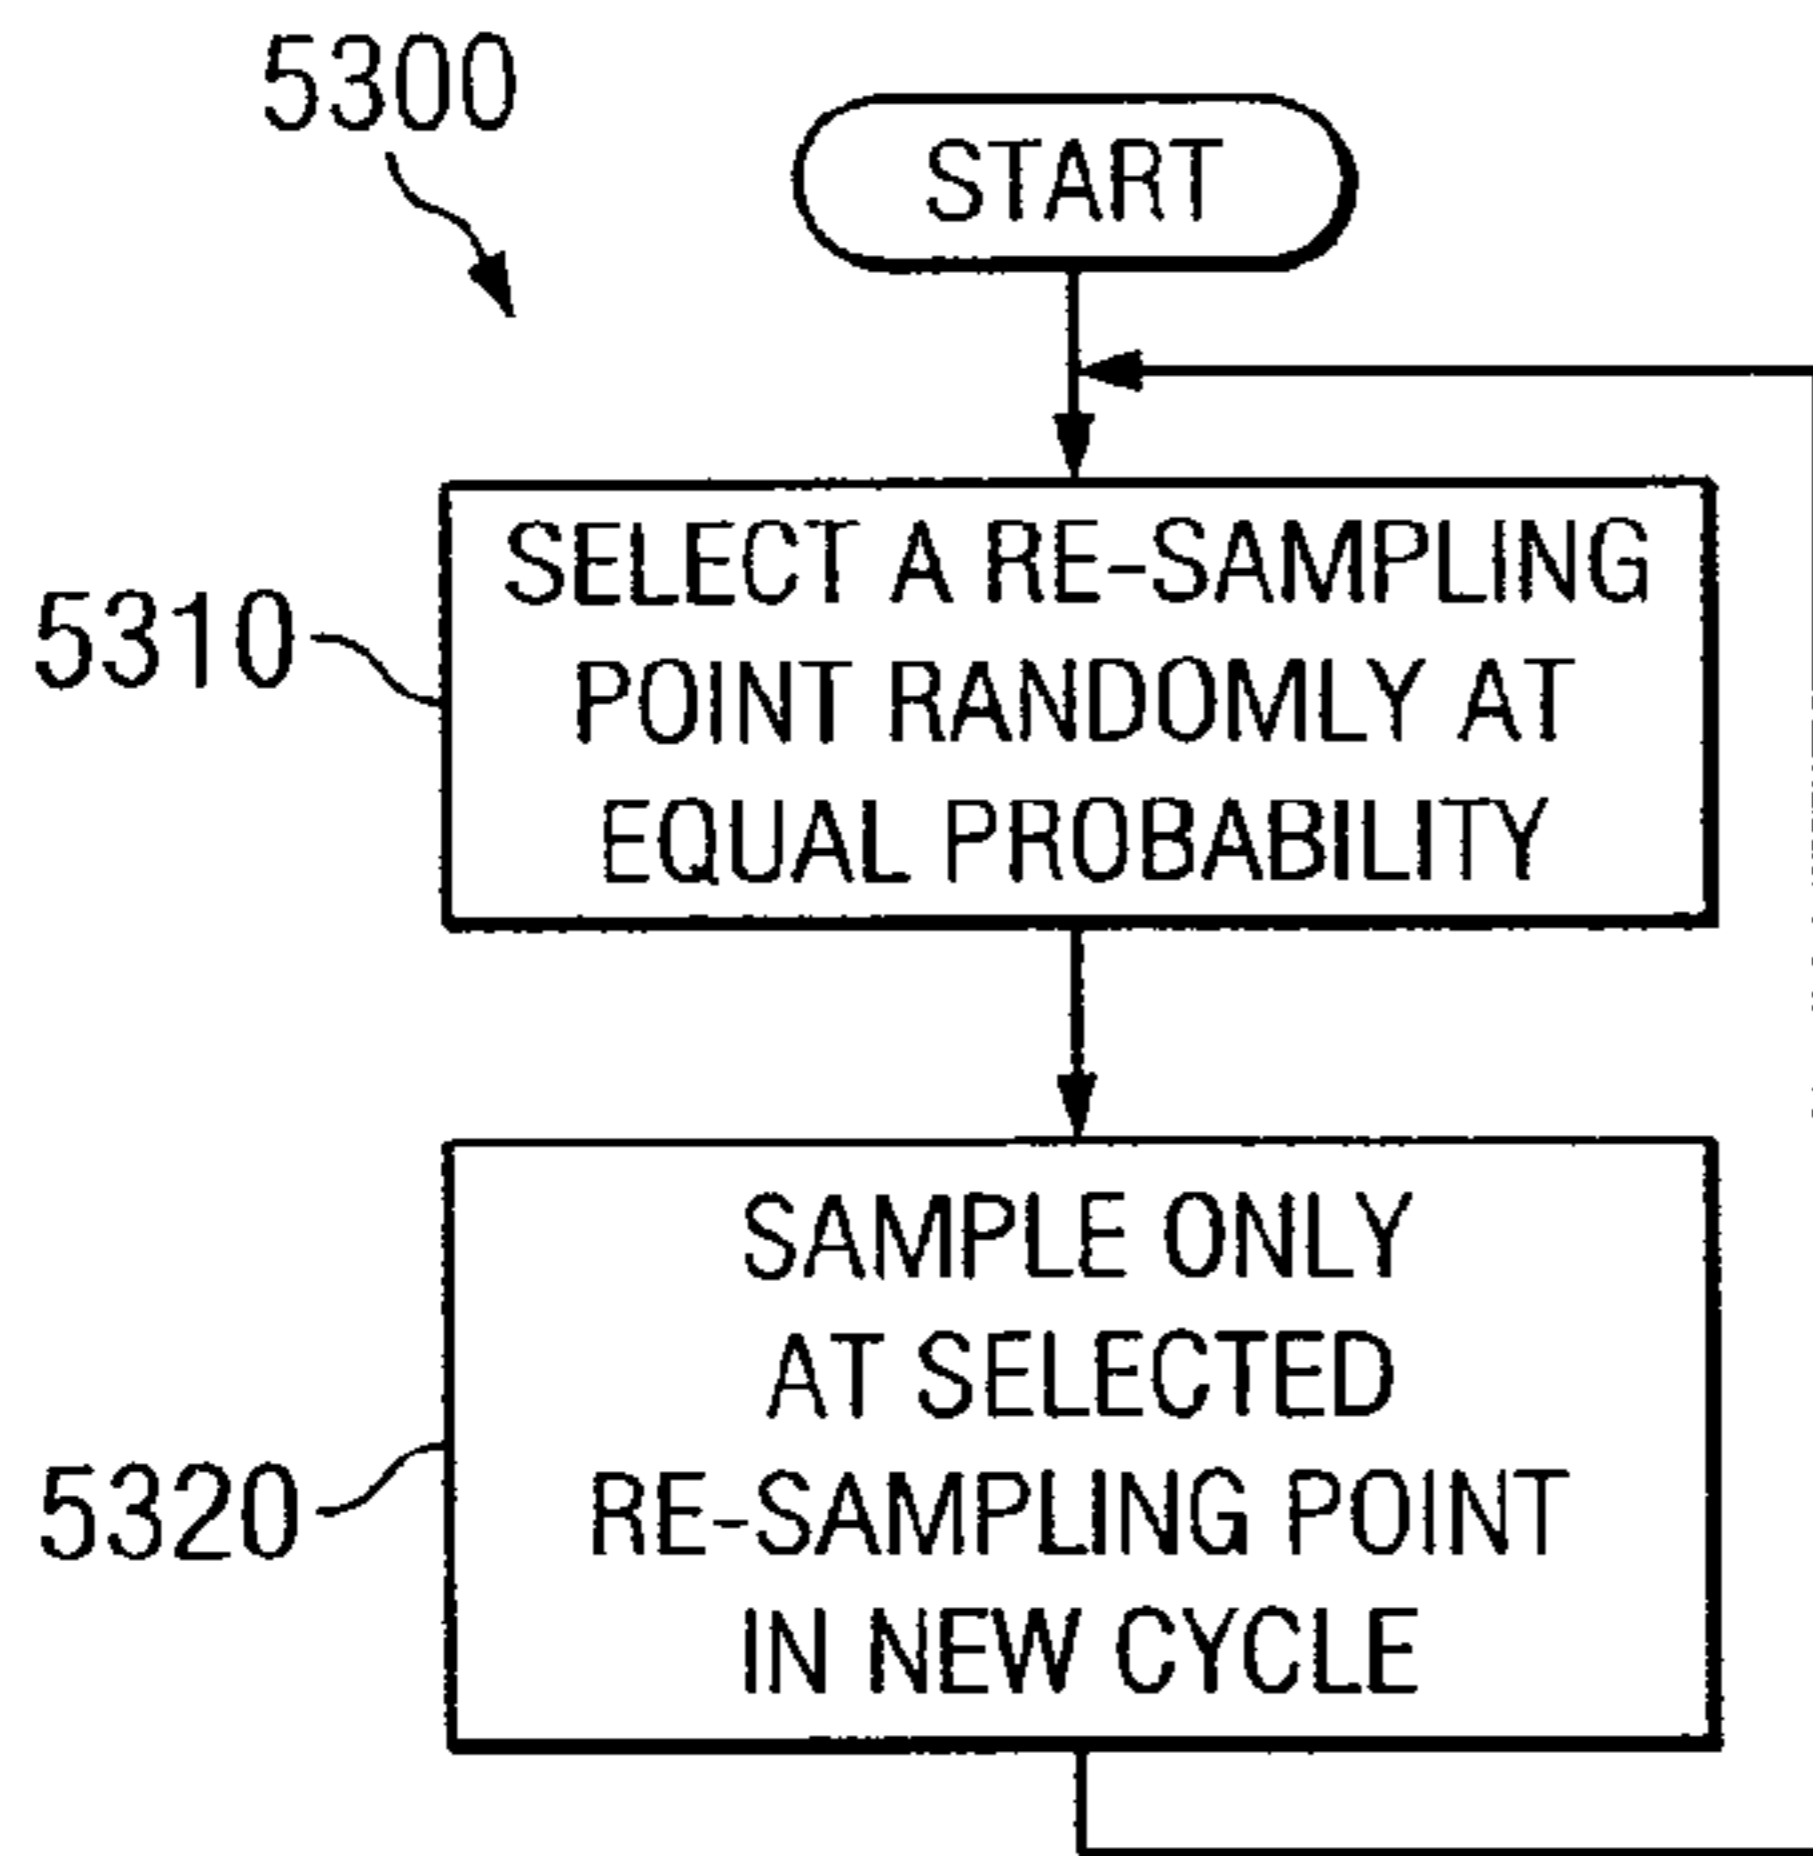 5300
START
5310
SELECT A RE-SAMPLING
POINT RANDOMLY AT
EQUAL PROBABILITY
5320
SAMPLE ONLY
AT SELECTED
RE-SAMPLING POINT
IN NEW CYCLE